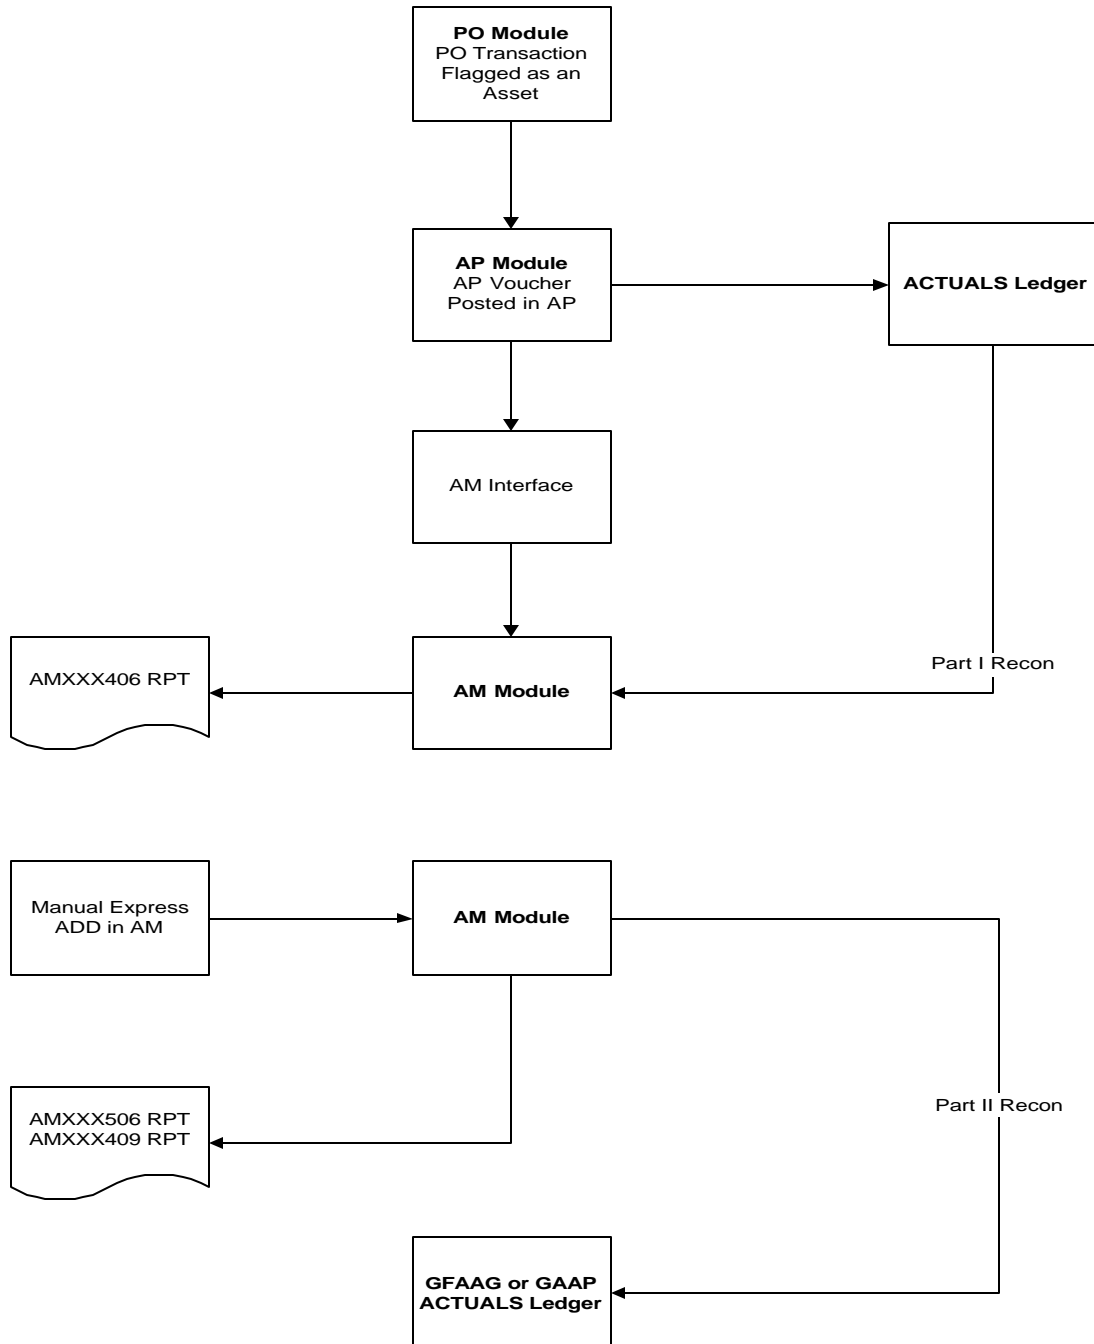 PO Module
PO Transaction
Flagged as an
Asset
AP Module
AP Voucher
Posted in AP
ACTUALS Ledger
AM Interface
AMXXX406 RPT
AM Module
Part I Recon
Manual Express
ADD in AM
AM Module
AMXXX506 RPT
AMXXX409 RPT
Part II Recon
GFAAG or GAAP
ACTUALS Ledger